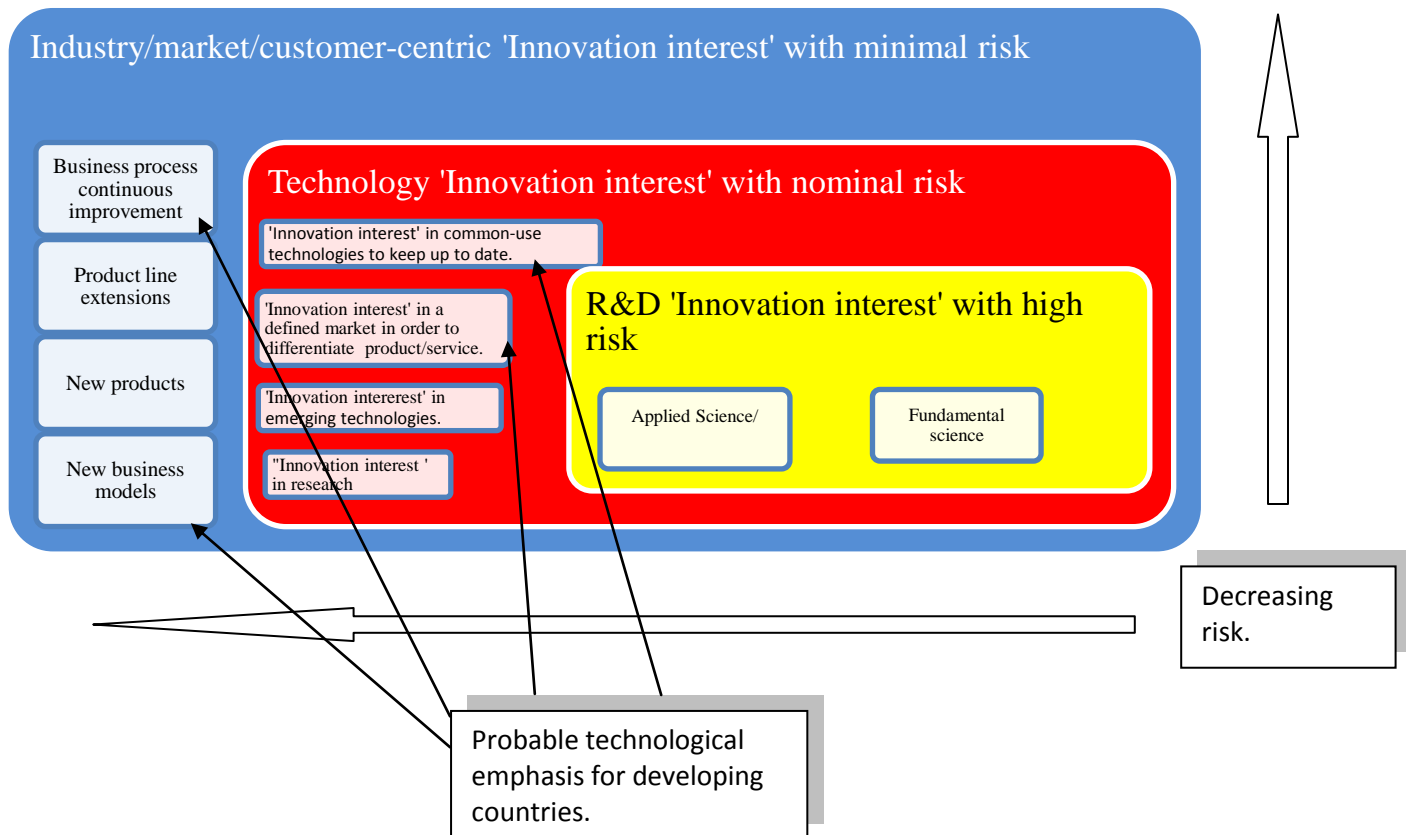 Industry/market/customer-centric 'Innovation interest' with minimal risk
Business process
continuous
improvement
Product line
extensions
New products
New business
models
Technology 'Innovation interest' with nominal risk
'Innovation interest' in common-use
technologies to keep up to date.
'Innovation interest' in a
defined market in order to
differentiate product/service.
'Innovation intererest' in
emerging technologies.
"Innovation interest '
in research
R&D 'Innovation interest' with high
risk
Applied Science/
Fundamental
science
Decreasing
risk.
Probable technological
emphasis for developing
countries.